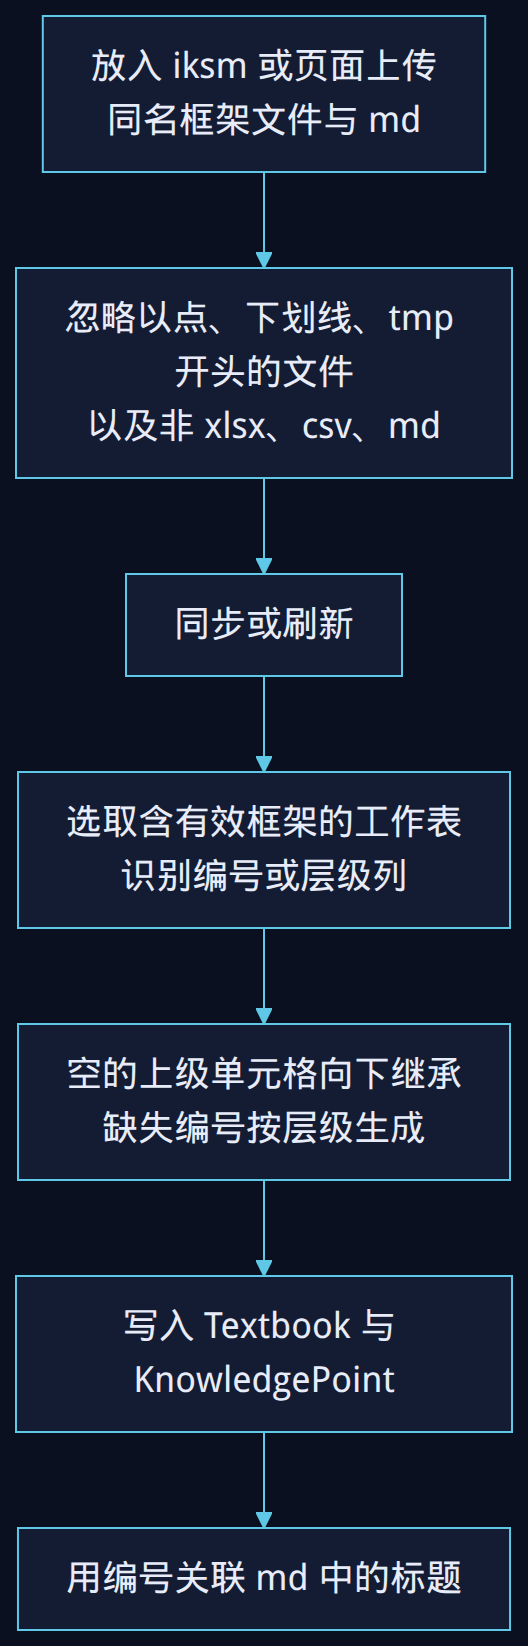 放入 iksm 或页面上传
同名框架文件与 md
忽略以点、下划线、tmp
开头的文件
以及非 xlsx、csv、md
同步或刷新
选取含有效框架的工作表
识别编号或层级列
空的上级单元格向下继承
缺失编号按层级生成
写入 Textbook 与
KnowledgePoint
用编号关联 md 中的标题